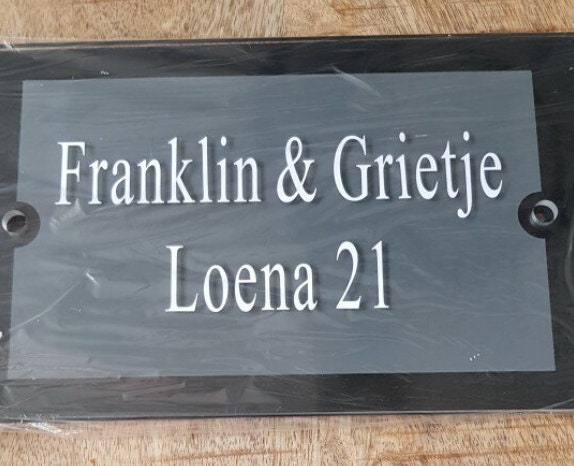 Franklin & Grietje
Loena 21